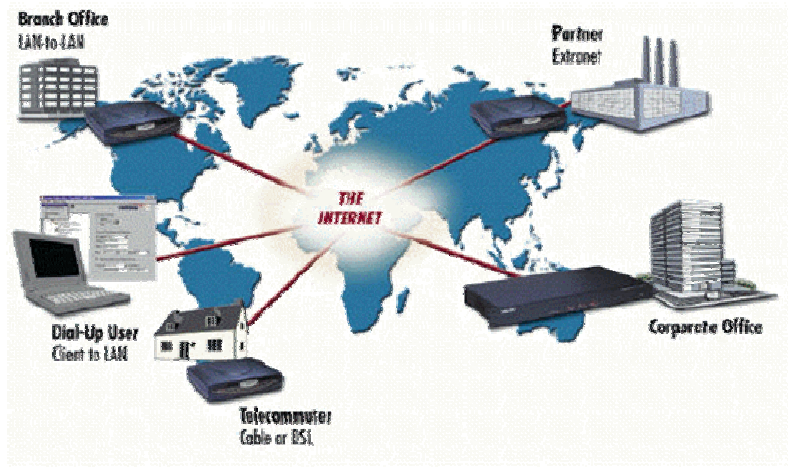 Branch Office
LAN-to-LAN
Partner
Extranet
THE
INTERNET
Dial-Up User
Client to LAN
Corporate Office
Telecommuter
Cable or DSL